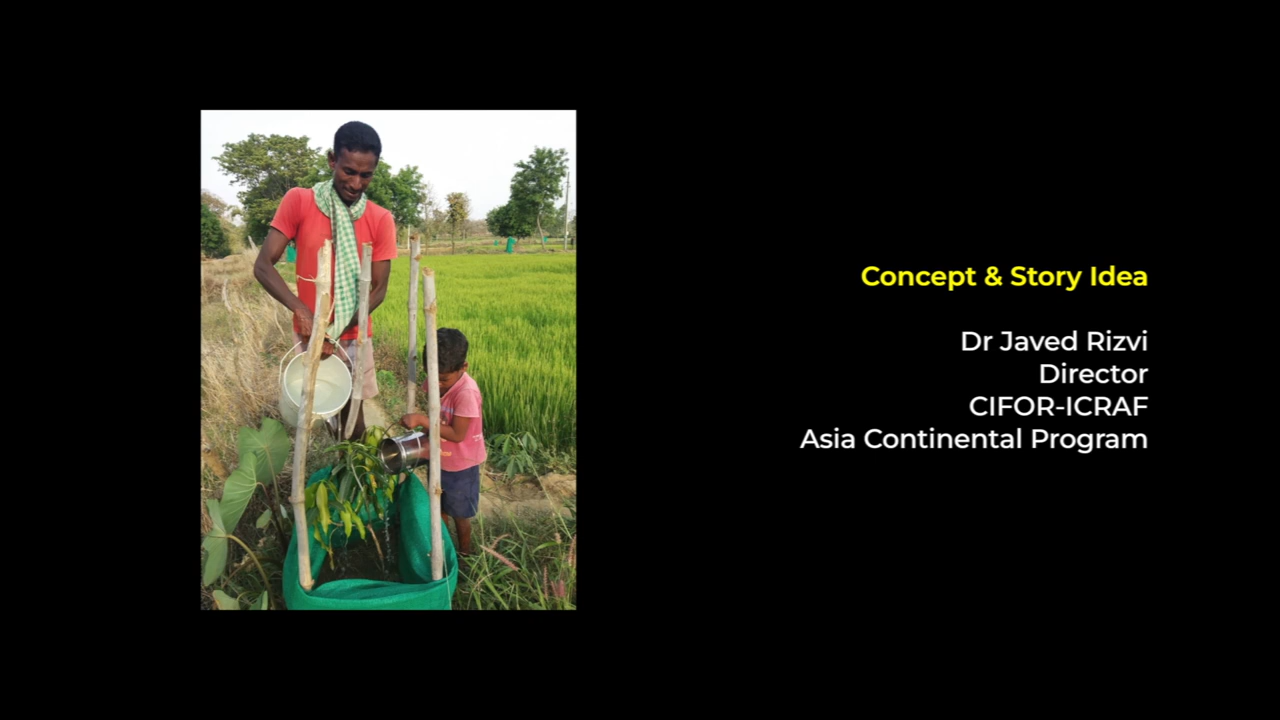 Concept & Story Idea
Dr Javed Rizvi
Director
CIFOR-ICRAF
Asia Continental Program